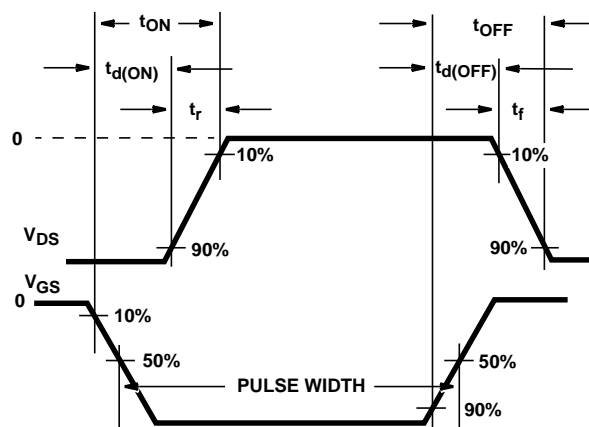 tON tOFF
td(ON) td(OFF)
tr tf
0
10% 10%
VDS 90% 90%
VGS
0
10%
50% 50%
PULSE WIDTH
90%